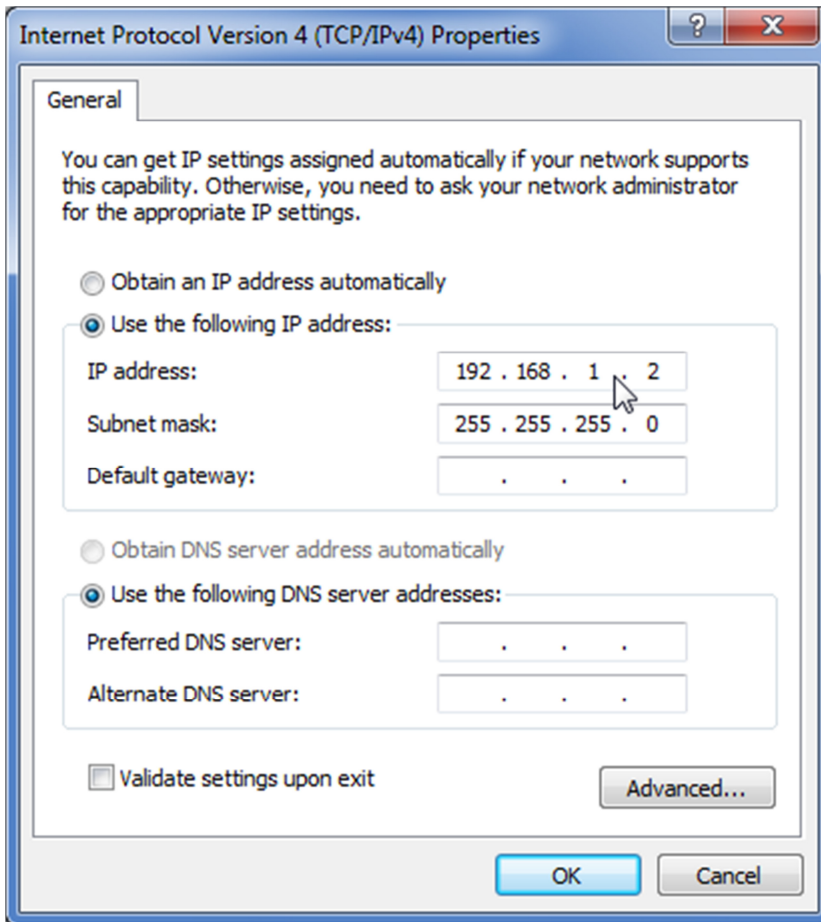 Internet Protocol Version 4 (TCP/IPv4) Properties
?
General
You can get IP settings assigned automatically if your network supports
this capability. Otherwise, you need to ask your network administrator
for the appropriate IP settings.
Obtain an IP address automatically
Use the following IP address:
IP address: 192 . 168 . 1 . 2
Subnet mask: 255 . 255 . 255 . 0
Default gateway: . . .
Obtain DNS server address automatically
Use the following DNS server addresses:
Preferred DNS server: . . .
Alternate DNS server: . . .
Validate settings upon exit
Advanced...
OK Cancel